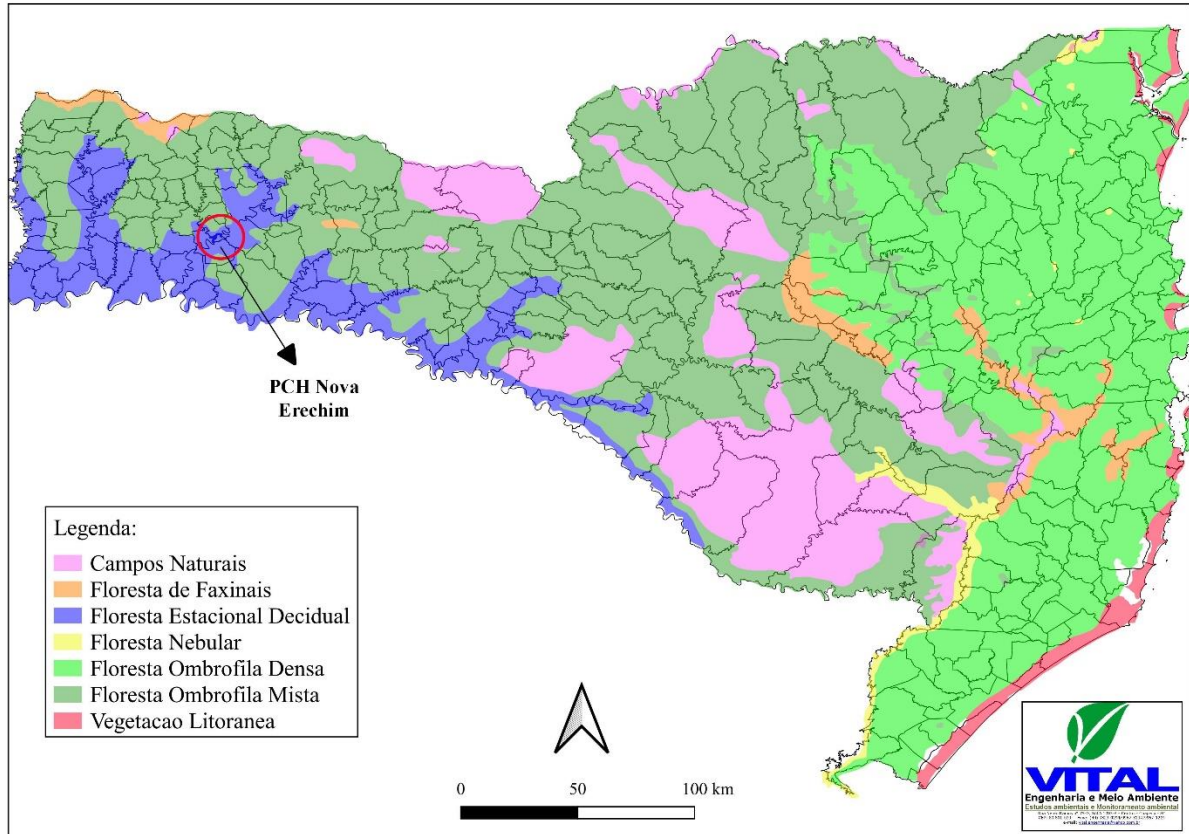 PCH Nova
Erechim
Legenda:
Campos Naturais
Floresta de Faxinais
Floresta Estacional Decidual
Floresta Nebular
Floresta Ombrofila Densa
Floresta Ombrofila Mista
Vegetacao Litoranea
0 50 100 km
VITAL
Engenharia e Meio Ambiente
Estudos ambientais e Monitoramento ambiental